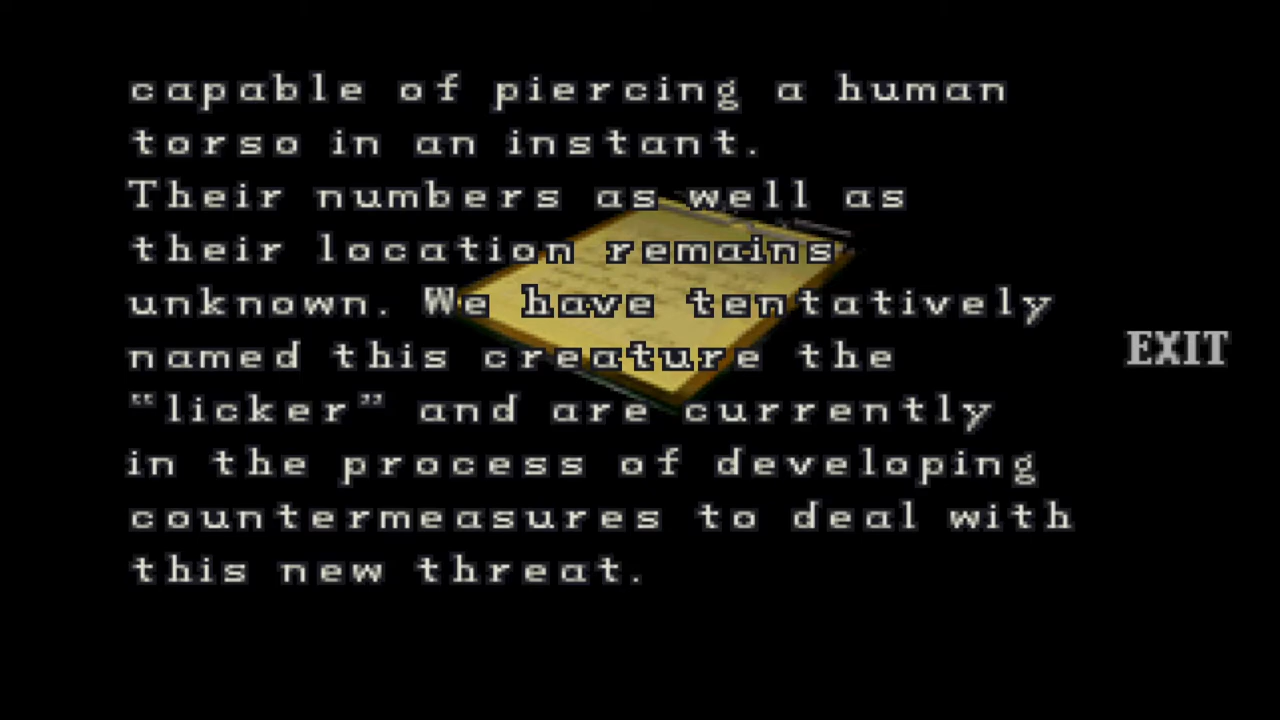 capable of piercing a human
torso in an instant.
Their numbers as well as
their location remains
unknown. We have tentatively
named this creature the
“licker” and are currently
in the process of developing
countermeasures to deal with
this new threat.
EXIT